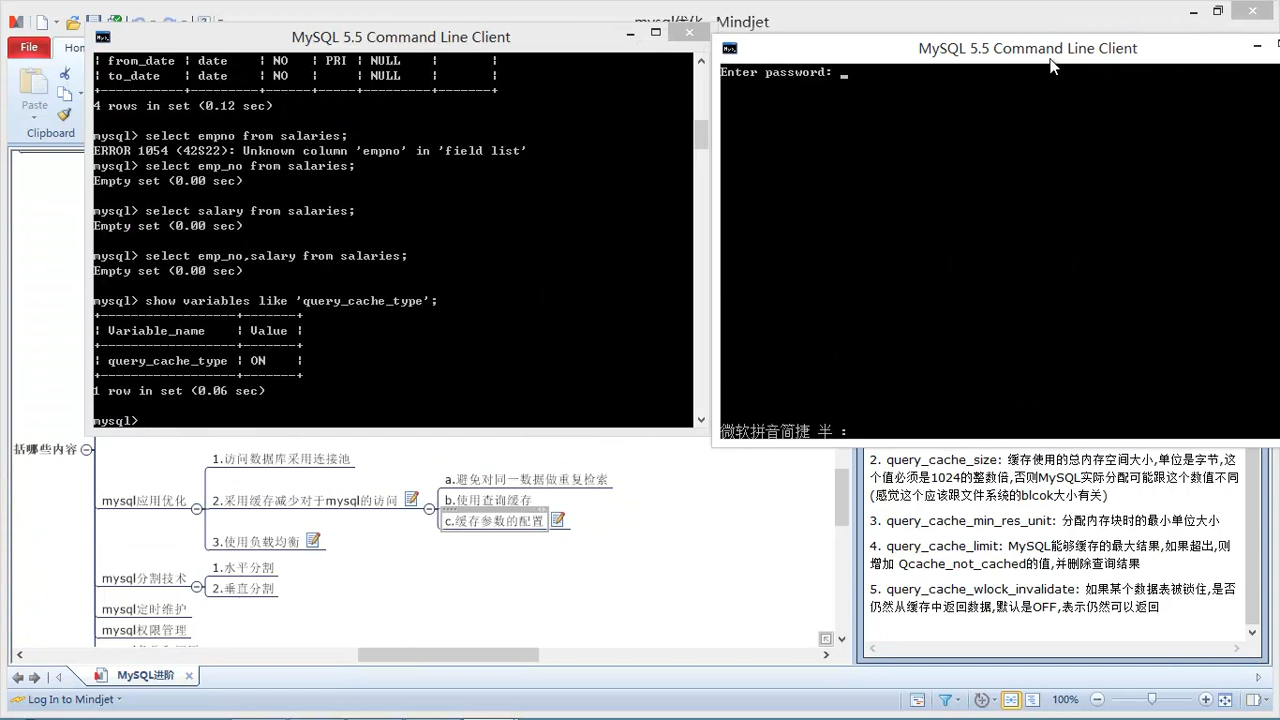 Mindjet
File
Paste
Clipboard
MySQL 5.5 Command Line Client
| from_date | date | NO | PRI | NULL | |
| to_date | date | NO | | NULL | |
4 rows in set (0.12 sec)
mysql> select empno from salaries;
ERROR 1054 (42S22): Unknown column 'empno' in 'field list'
mysql> select emp_no from salaries;
Empty set (0.00 sec)
mysql> select salary from salaries;
Empty set (0.00 sec)
mysql> select emp_no,salary from salaries;
Empty set (0.00 sec)
mysql> show variables like 'query_cache_type';
| Variable_name | Value |
| query_cache_type | ON |
1 row in set (0.06 sec)
mysql>
MySQL 5.5 Command Line Client
Enter password:
微软拼音简捷 半 :
括哪些内容
mysql应用优化
1.访问数据库采用连接池
2.采用缓存减少对于mysql的访问
a.避免对同一数据做重复检索
b.使用查询缓存
c.缓存参数的配置
3.使用负载均衡
mysql分割技术
1.水平分割
2.垂直分割
mysql定时维护
mysql权限管理
2. query_cache_size: 缓存使用的总内存空间大小,单位是字节,这
个值必须是1024的整数倍,否则MySQL实际分配可能跟这个数值不同
(感觉这个应该跟文件系统的blcok大小有关)
3. query_cache_min_res_unit: 分配内存块时的最小单位大小
4. query_cache_limit: MySQL能够缓存的最大结果,如果超出,则
增加 Qcache_not_cached的值,并删除查询结果
5. query_cache_wlock_invalidate: 如果某个数据表被锁住,是否
仍然从缓存中返回数据,默认是OFF,表示仍然可以返回
MySQL进阶
Log In to Mindjet
100%